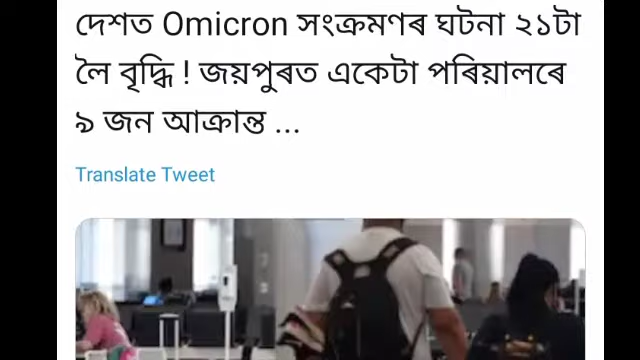 দেশত Omicron সংক্ৰমণৰ ঘটনা ২১টা
লৈ বৃদ্ধি ! জয়পুৰত একেটা পৰিয়ালৰে
৯ জন আক্ৰান্ত ...
Translate Tweet